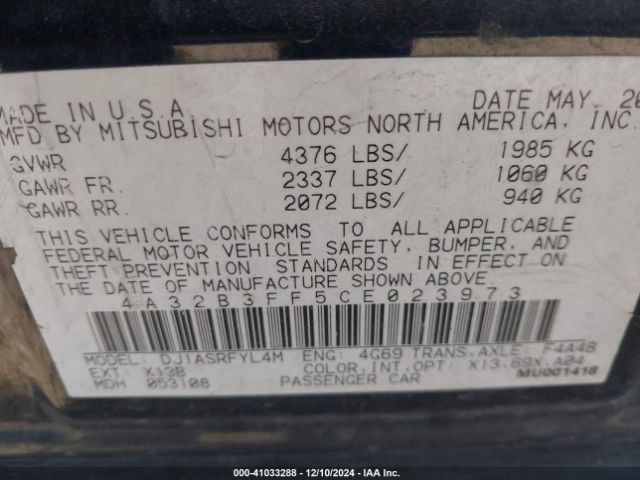 MADE IN U.S.A. DATE MAY, 20
MFD BY MITSUBISHI MOTORS NORTH AMERICA, INC.
GVWR 4376 LBS/ 1985 KG
GAWR FR. 2337 LBS/ 1060 KG
GAWR RR. 2072 LBS/ 940 KG
THIS VEHICLE CONFORMS TO ALL APPLICABLE
FEDERAL MOTOR VEHICLE SAFETY, BUMPER, AND
THEFT PREVENTION STANDARDS IN EFFECT ON
THE DATE OF MANUFACTURE SHOWN ABOVE.
4A32B3FF5CE023973
MODEL: DJ1ASRFYL4M ENG: 4G69 TRANS.AXLE: F4A4B
EXT: X13B COLOR.INT.OPT: X13.69X.A04
MDH 053108 PASSENGER CAR MU001418
000-41033288 - 12/10/2024 - IAA Inc.